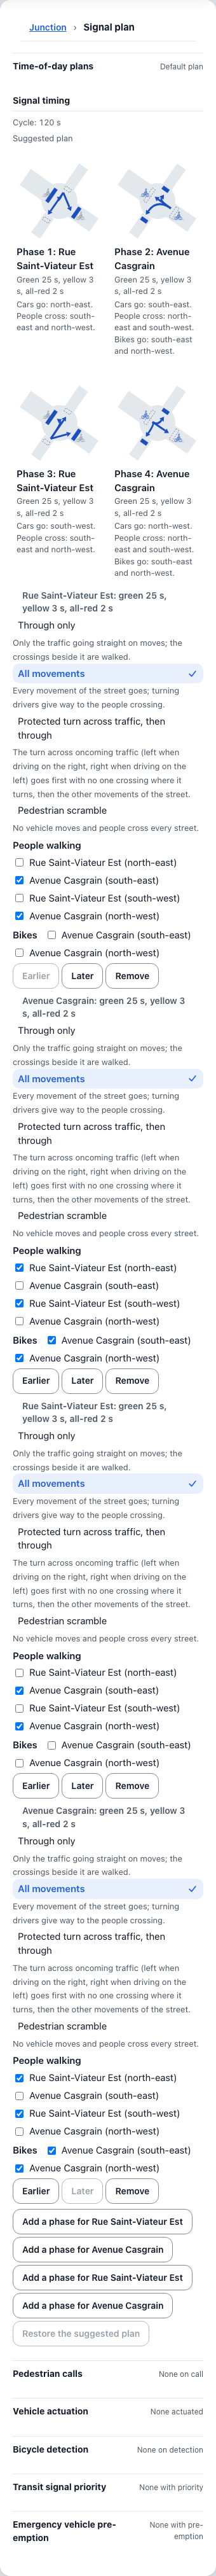 Junction › Signal plan
Time-of-day plans Default plan
Signal timing
Cycle: 120 s
Suggested plan
Phase 1: Rue
Saint-Viateur Est
Green 25 s, yellow 3
s, all-red 2 s
Cars go: north-east.
People cross: south-
east and north-west.
Phase 2: Avenue
Casgrain
Green 25 s, yellow 3
s, all-red 2 s
Cars go: south-east.
People cross: north-
east and south-west.
Bikes go: south-east
and north-west.
Phase 3: Rue
Saint-Viateur Est
Green 25 s, yellow 3
s, all-red 2 s
Cars go: south-west.
People cross: south-
east and north-west.
Phase 4: Avenue
Casgrain
Green 25 s, yellow 3
s, all-red 2 s
Cars go: north-west.
People cross: north-
east and south-west.
Bikes go: south-east
and north-west.
Rue Saint-Viateur Est: green 25 s,
yellow 3 s, all-red 2 s
Through only
Only the traffic going straight on moves; the
crossings beside it are walked.
All movements
Every movement of the street goes; turning
drivers give way to the people crossing.
Protected turn across traffic, then
through
The turn across oncoming traffic (left when
driving on the right, right when driving on the
left) goes first with no one crossing where it
turns, then the other movements of the street.
Pedestrian scramble
No vehicle moves and people cross every street.
People walking
Rue Saint-Viateur Est (north-east)
Avenue Casgrain (south-east)
Rue Saint-Viateur Est (south-west)
Avenue Casgrain (north-west)
Bikes Avenue Casgrain (south-east)
Avenue Casgrain (north-west)
Earlier Later Remove
Avenue Casgrain: green 25 s, yellow 3
s, all-red 2 s
Through only
Only the traffic going straight on moves; the
crossings beside it are walked.
All movements
Every movement of the street goes; turning
drivers give way to the people crossing.
Protected turn across traffic, then
through
The turn across oncoming traffic (left when
driving on the right, right when driving on the
left) goes first with no one crossing where it
turns, then the other movements of the street.
Pedestrian scramble
No vehicle moves and people cross every street.
People walking
Rue Saint-Viateur Est (north-east)
Avenue Casgrain (south-east)
Rue Saint-Viateur Est (south-west)
Avenue Casgrain (north-west)
Bikes Avenue Casgrain (south-east)
Avenue Casgrain (north-west)
Earlier Later Remove
Rue Saint-Viateur Est: green 25 s,
yellow 3 s, all-red 2 s
Through only
Only the traffic going straight on moves; the
crossings beside it are walked.
All movements
Every movement of the street goes; turning
drivers give way to the people crossing.
Protected turn across traffic, then
through
The turn across oncoming traffic (left when
driving on the right, right when driving on the
left) goes first with no one crossing where it
turns, then the other movements of the street.
Pedestrian scramble
No vehicle moves and people cross every street.
People walking
Rue Saint-Viateur Est (north-east)
Avenue Casgrain (south-east)
Rue Saint-Viateur Est (south-west)
Avenue Casgrain (north-west)
Bikes Avenue Casgrain (south-east)
Avenue Casgrain (north-west)
Earlier Later Remove
Avenue Casgrain: green 25 s, yellow 3
s, all-red 2 s
Through only
Only the traffic going straight on moves; the
crossings beside it are walked.
All movements
Every movement of the street goes; turning
drivers give way to the people crossing.
Protected turn across traffic, then
through
The turn across oncoming traffic (left when
driving on the right, right when driving on the
left) goes first with no one crossing where it
turns, then the other movements of the street.
Pedestrian scramble
No vehicle moves and people cross every street.
People walking
Rue Saint-Viateur Est (north-east)
Avenue Casgrain (south-east)
Rue Saint-Viateur Est (south-west)
Avenue Casgrain (north-west)
Bikes Avenue Casgrain (south-east)
Avenue Casgrain (north-west)
Earlier Later Remove
Add a phase for Rue Saint-Viateur Est
Add a phase for Avenue Casgrain
Add a phase for Rue Saint-Viateur Est
Add a phase for Avenue Casgrain
Restore the suggested plan
Pedestrian calls None on call
Vehicle actuation None actuated
Bicycle detection None on detection
Transit signal priority None with priority
Emergency vehicle pre-
emption
None with pre-
emption